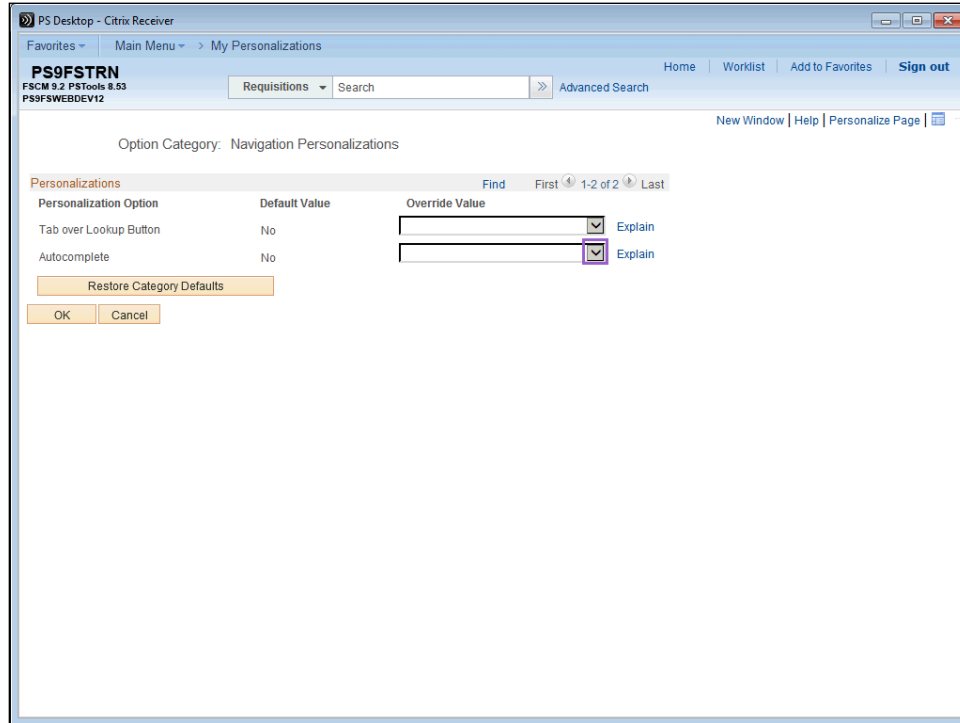 PS Desktop - Citrix Receiver
Favorites Main Menu > My Personalizations
PS9FSTRN
FSCM 9.2 PSTools 8.53
PS9FSWEBDEV12
Home Worklist Add to Favorites Sign out
Requisitions Search Advanced Search
New Window Help Personalize Page
Option Category: Navigation Personalizations
Personalizations Find First 1-2 of 2 Last
Personalization Option Default Value Override Value
Tab over Lookup Button No Explain
Autocomplete No Explain
Restore Category Defaults
OK Cancel